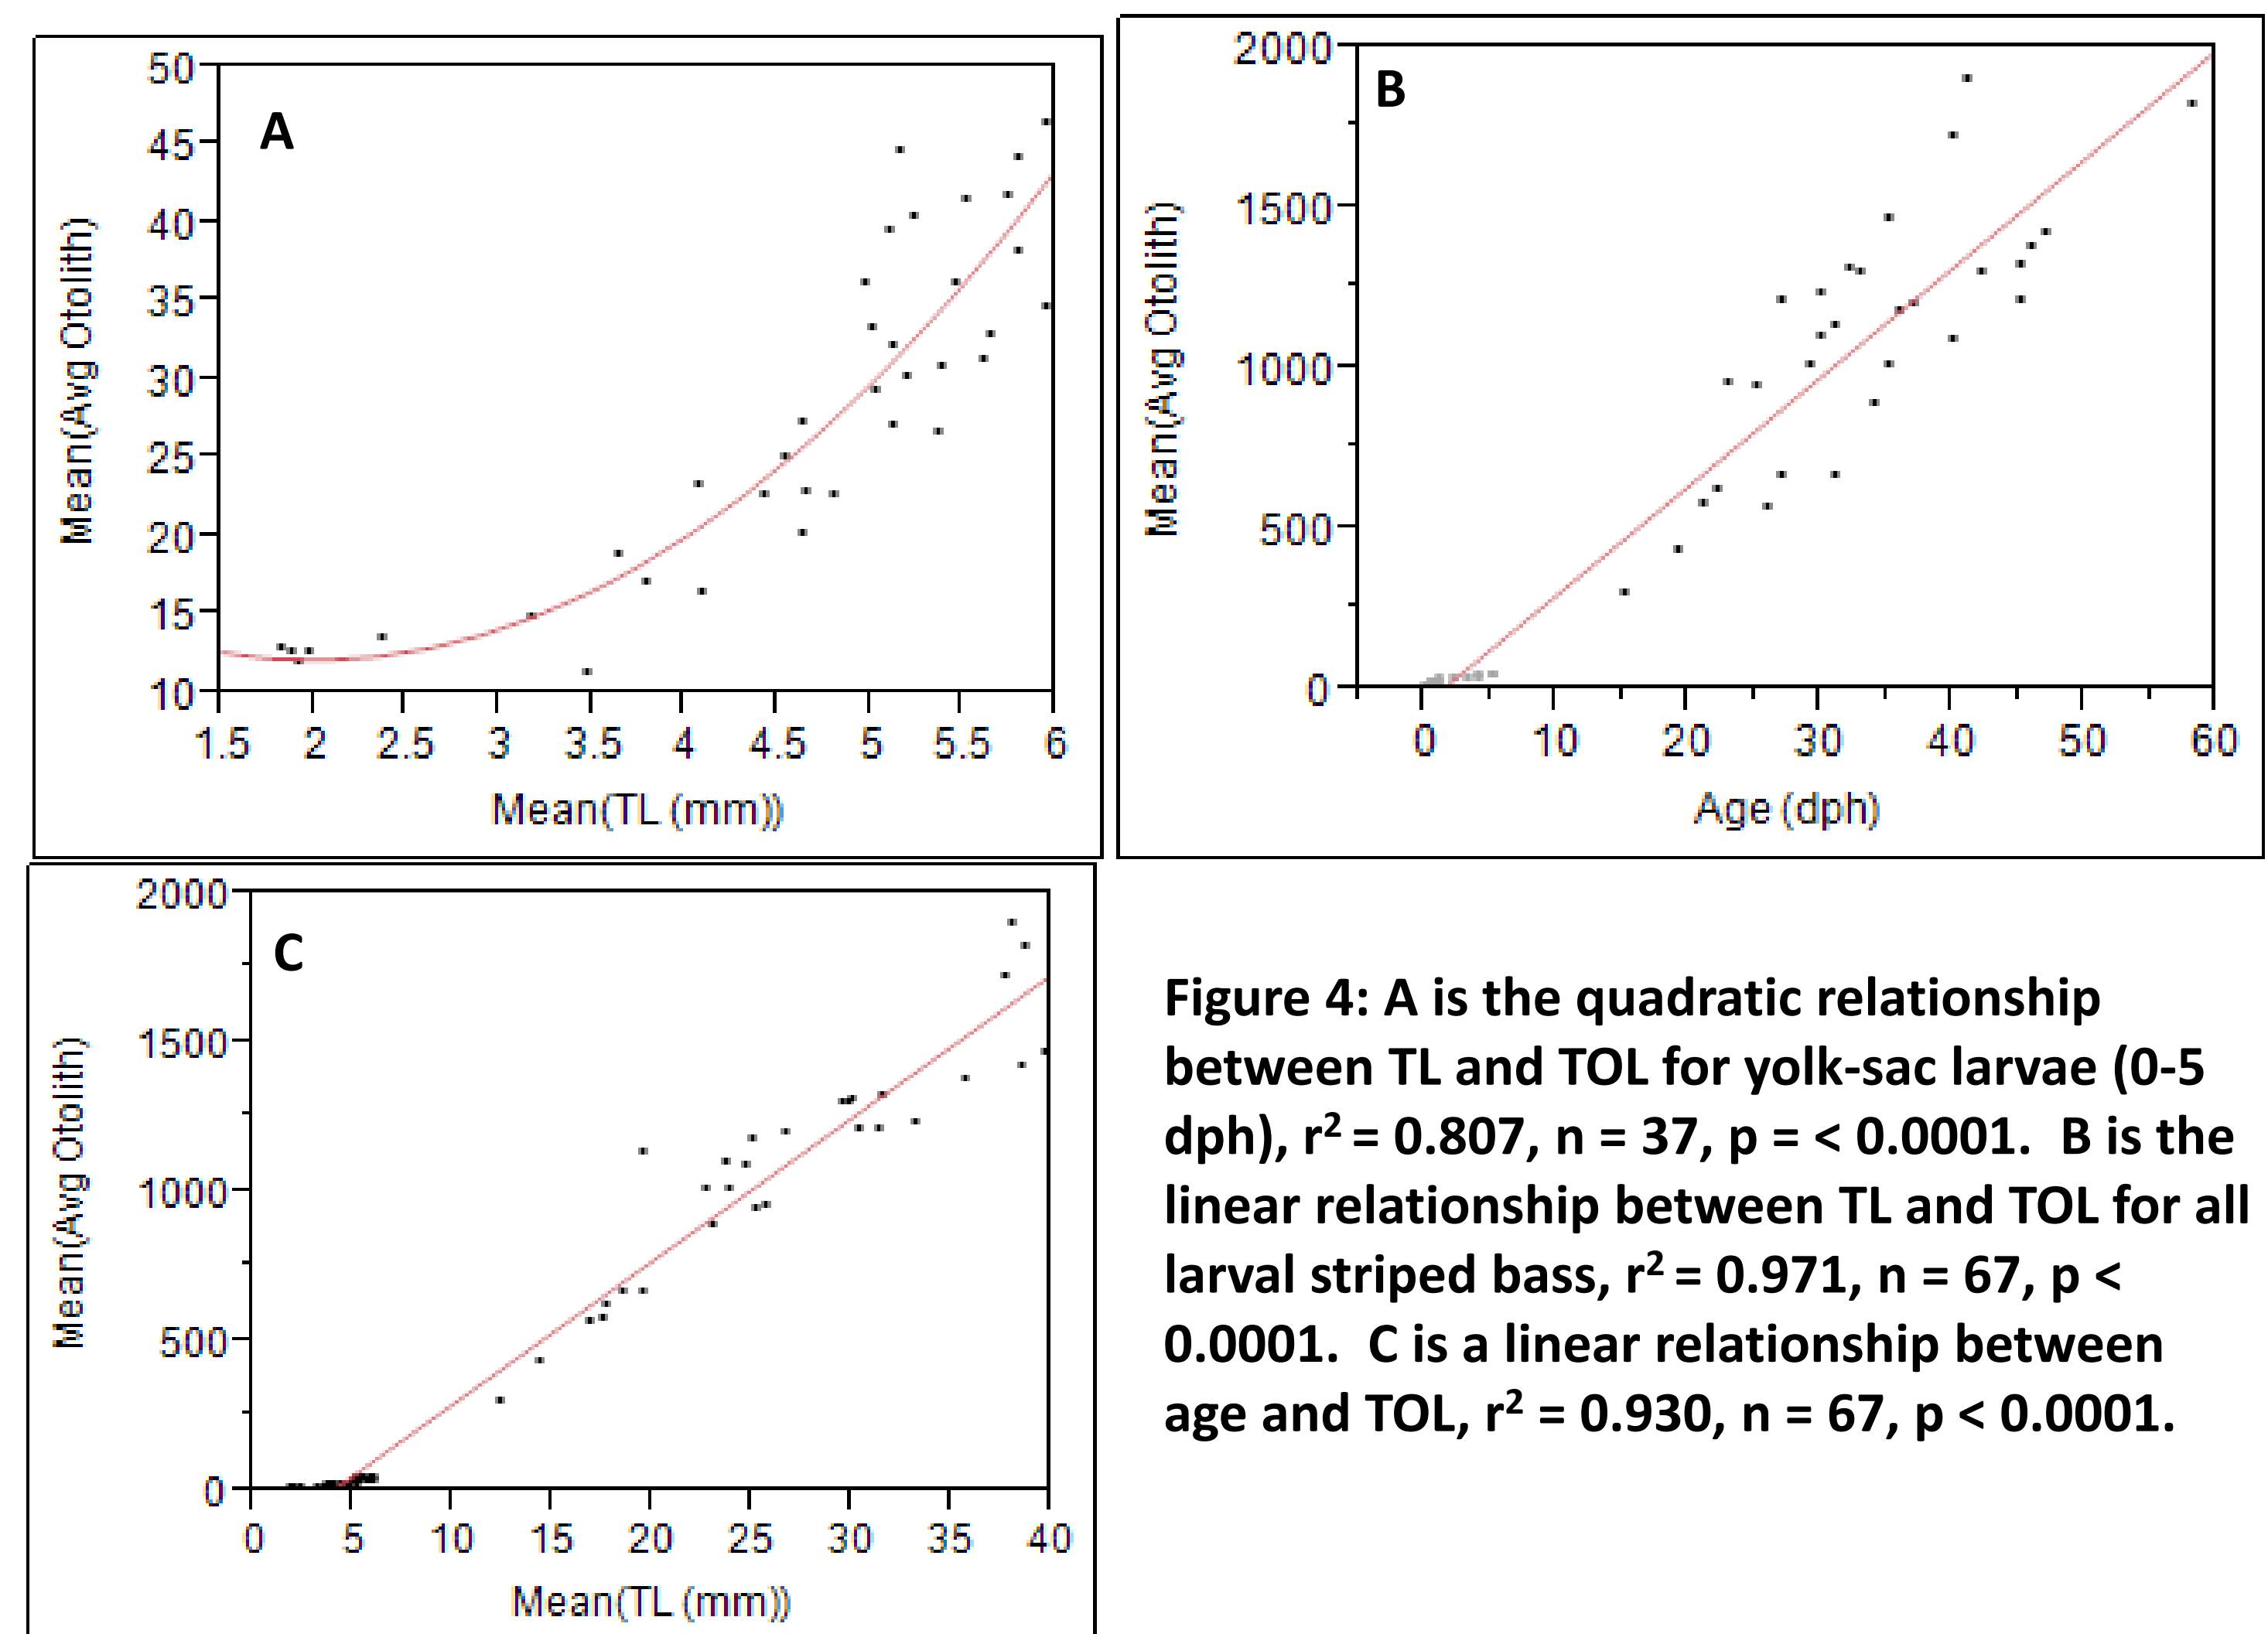 A
50
45
40
35
30
25
20
15
10
Mean(Avg Otolith)
1.5 2 2.5 3 3.5 4 4.5 5 5.5 6
Mean(TL (mm))
B
2000
1500
1000
500
0
Mean(Avg Otolith)
0 10 20 30 40 50 60
Age (dph)
C
2000
1500
1000
500
0
Mean(Avg Otolith)
0 5 10 15 20 25 30 35 40
Mean(TL (mm))
Figure 4: A is the quadratic relationship
between TL and TOL for yolk-sac larvae (0-5
dph), r² = 0.807, n = 37, p = < 0.0001. B is the
linear relationship between TL and TOL for all
larval striped bass, r² = 0.971, n = 67, p <
0.0001. C is a linear relationship between
age and TOL, r² = 0.930, n = 67, p < 0.0001.